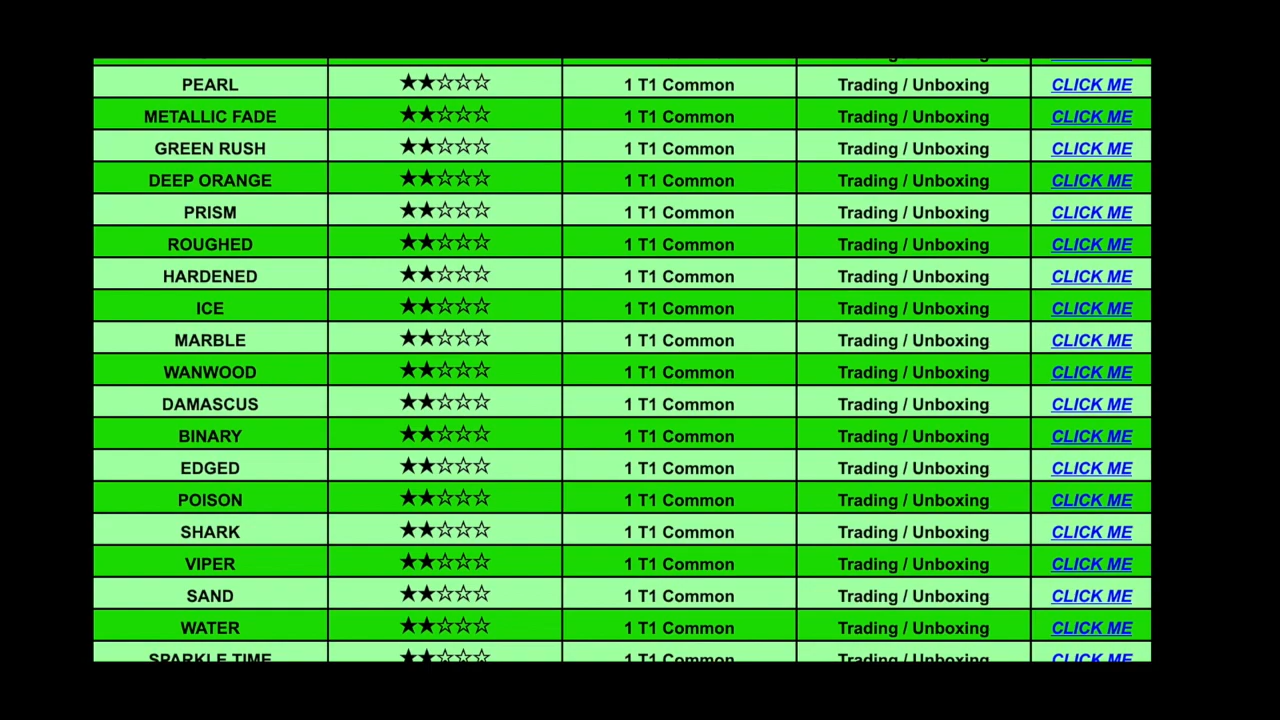 PEARL ★★☆☆☆ 1 T1 Common Trading / Unboxing CLICK ME
METALLIC FADE ★★☆☆☆ 1 T1 Common Trading / Unboxing CLICK ME
GREEN RUSH ★★☆☆☆ 1 T1 Common Trading / Unboxing CLICK ME
DEEP ORANGE ★★☆☆☆ 1 T1 Common Trading / Unboxing CLICK ME
PRISM ★★☆☆☆ 1 T1 Common Trading / Unboxing CLICK ME
ROUGHED ★★☆☆☆ 1 T1 Common Trading / Unboxing CLICK ME
HARDENED ★★☆☆☆ 1 T1 Common Trading / Unboxing CLICK ME
ICE ★★☆☆☆ 1 T1 Common Trading / Unboxing CLICK ME
MARBLE ★★☆☆☆ 1 T1 Common Trading / Unboxing CLICK ME
WANWOOD ★★☆☆☆ 1 T1 Common Trading / Unboxing CLICK ME
DAMASCUS ★★☆☆☆ 1 T1 Common Trading / Unboxing CLICK ME
BINARY ★★☆☆☆ 1 T1 Common Trading / Unboxing CLICK ME
EDGED ★★☆☆☆ 1 T1 Common Trading / Unboxing CLICK ME
POISON ★★☆☆☆ 1 T1 Common Trading / Unboxing CLICK ME
SHARK ★★☆☆☆ 1 T1 Common Trading / Unboxing CLICK ME
VIPER ★★☆☆☆ 1 T1 Common Trading / Unboxing CLICK ME
SAND ★★☆☆☆ 1 T1 Common Trading / Unboxing CLICK ME
WATER ★★☆☆☆ 1 T1 Common Trading / Unboxing CLICK ME
SPARKLE TIME ★★☆☆☆ 1 T1 Common Trading / Unboxing CLICK ME